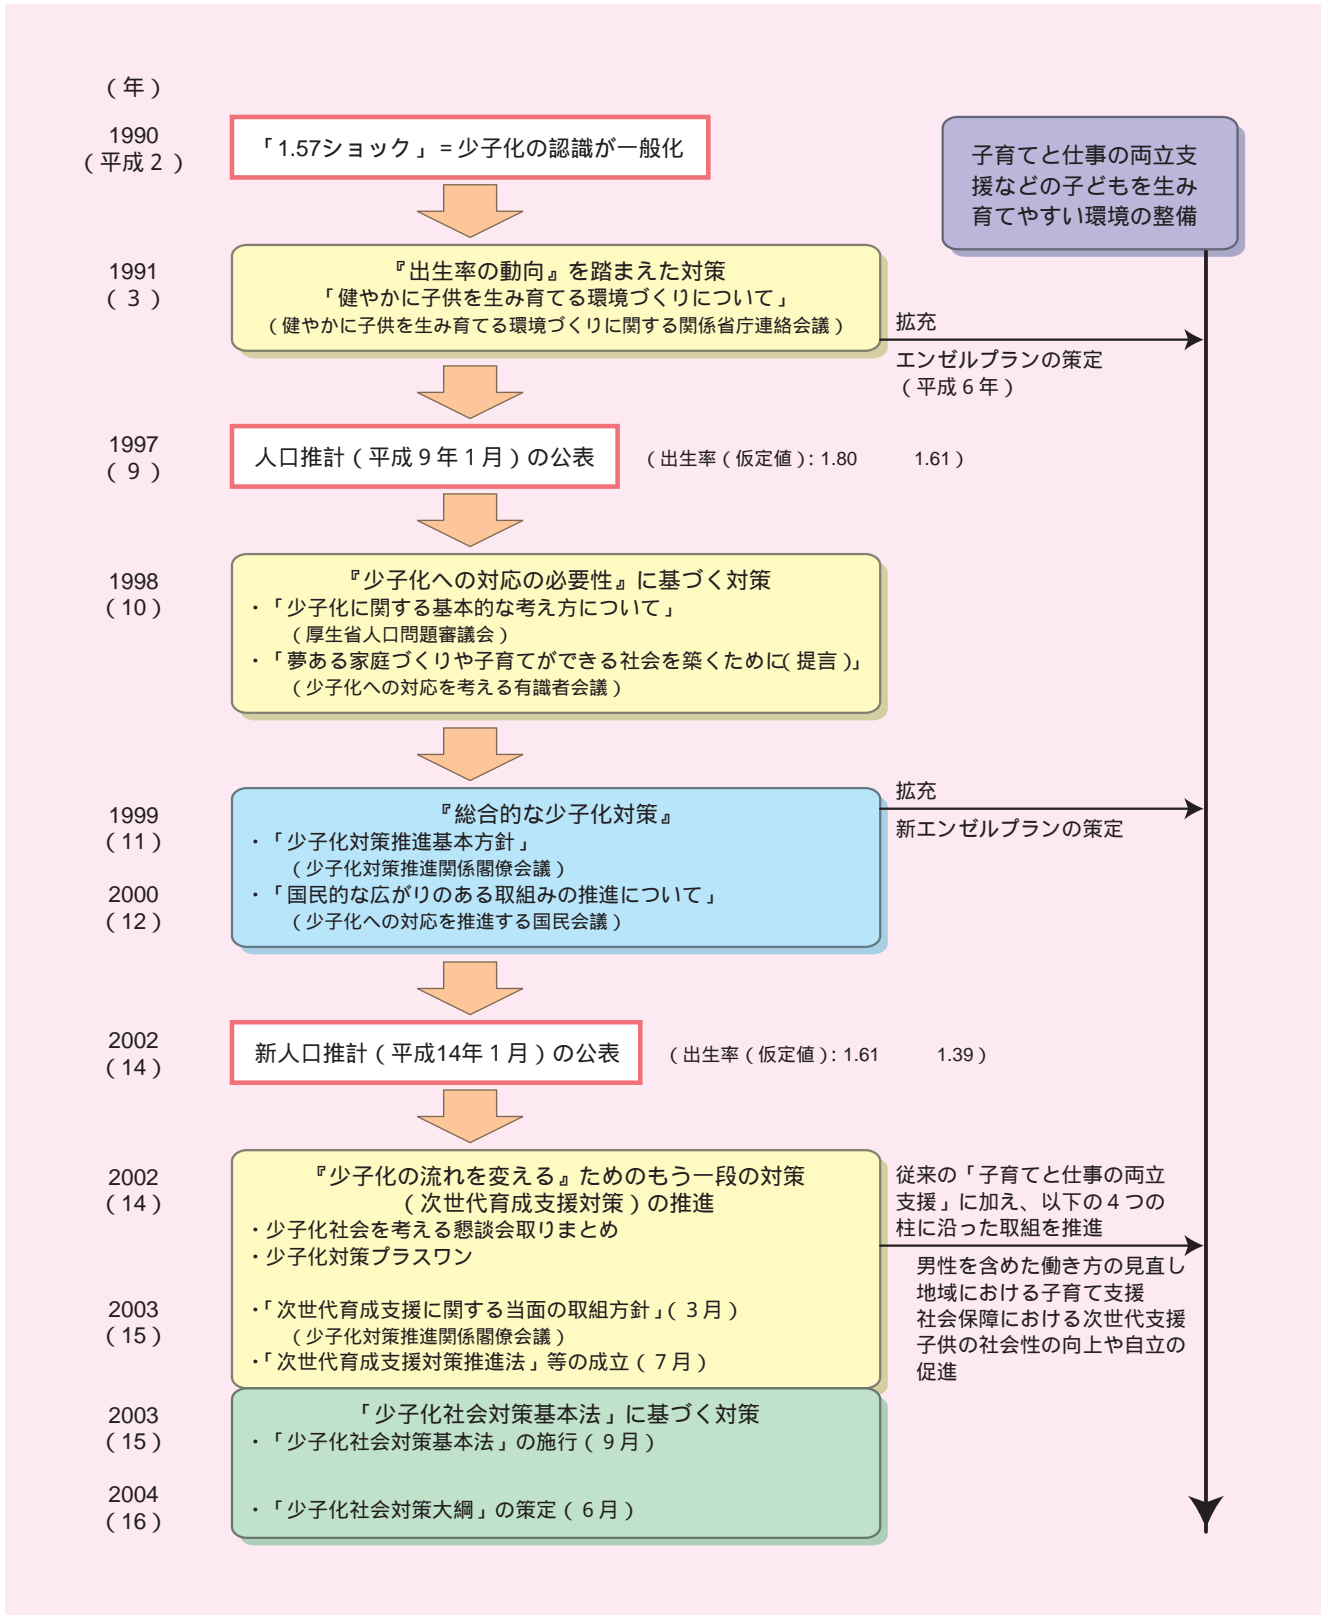 （年）
1990
（平成２）
「1.57ショック」＝少子化の認識が一般化
子育てと仕事の両立支
援などの子どもを生み
育てやすい環境の整備
1991
（３）
『出生率の動向』を踏まえた対策
「健やかに子供を生み育てる環境づくりについて」
（健やかに子供を生み育てる環境づくりに関する関係省庁連絡会議）
拡充
エンゼルプランの策定
（平成６年）
1997
（９）
人口推計（平成９年１月）の公表
（出生率（仮定値）：1.80　　1.61）
1998
（10）
『少子化への対応の必要性』に基づく対策
・「少子化に関する基本的な考え方について」
（厚生省人口問題審議会）
・「夢ある家庭づくりや子育てができる社会を築くために（提言）」
（少子化への対応を考える有識者会議）
1999
（11）
2000
（12）
『総合的な少子化対策』
・「少子化対策推進基本方針」
（少子化対策推進関係閣僚会議）
・「国民的な広がりのある取組みの推進について」
（少子化への対応を推進する国民会議）
拡充
新エンゼルプランの策定
2002
（14）
新人口推計（平成14年１月）の公表
（出生率（仮定値）：1.61　　1.39）
2002
（14）
『少子化の流れを変える』ためのもう一段の対策
（次世代育成支援対策）の推進
・少子化社会を考える懇談会取りまとめ
・少子化対策プラスワン
2003
（15）
・「次世代育成支援に関する当面の取組方針」（３月）
（少子化対策推進関係閣僚会議）
・「次世代育成支援対策推進法」等の成立（７月）
従来の「子育てと仕事の両立
支援」に加え、以下の４つの
柱に沿った取組を推進
男性を含めた働き方の見直し
地域における子育て支援
社会保障における次世代支援
子供の社会性の向上や自立の
促進
2003
（15）
「少子化社会対策基本法」に基づく対策
・「少子化社会対策基本法」の施行（９月）
2004
（16）
・「少子化社会対策大綱」の策定（６月）